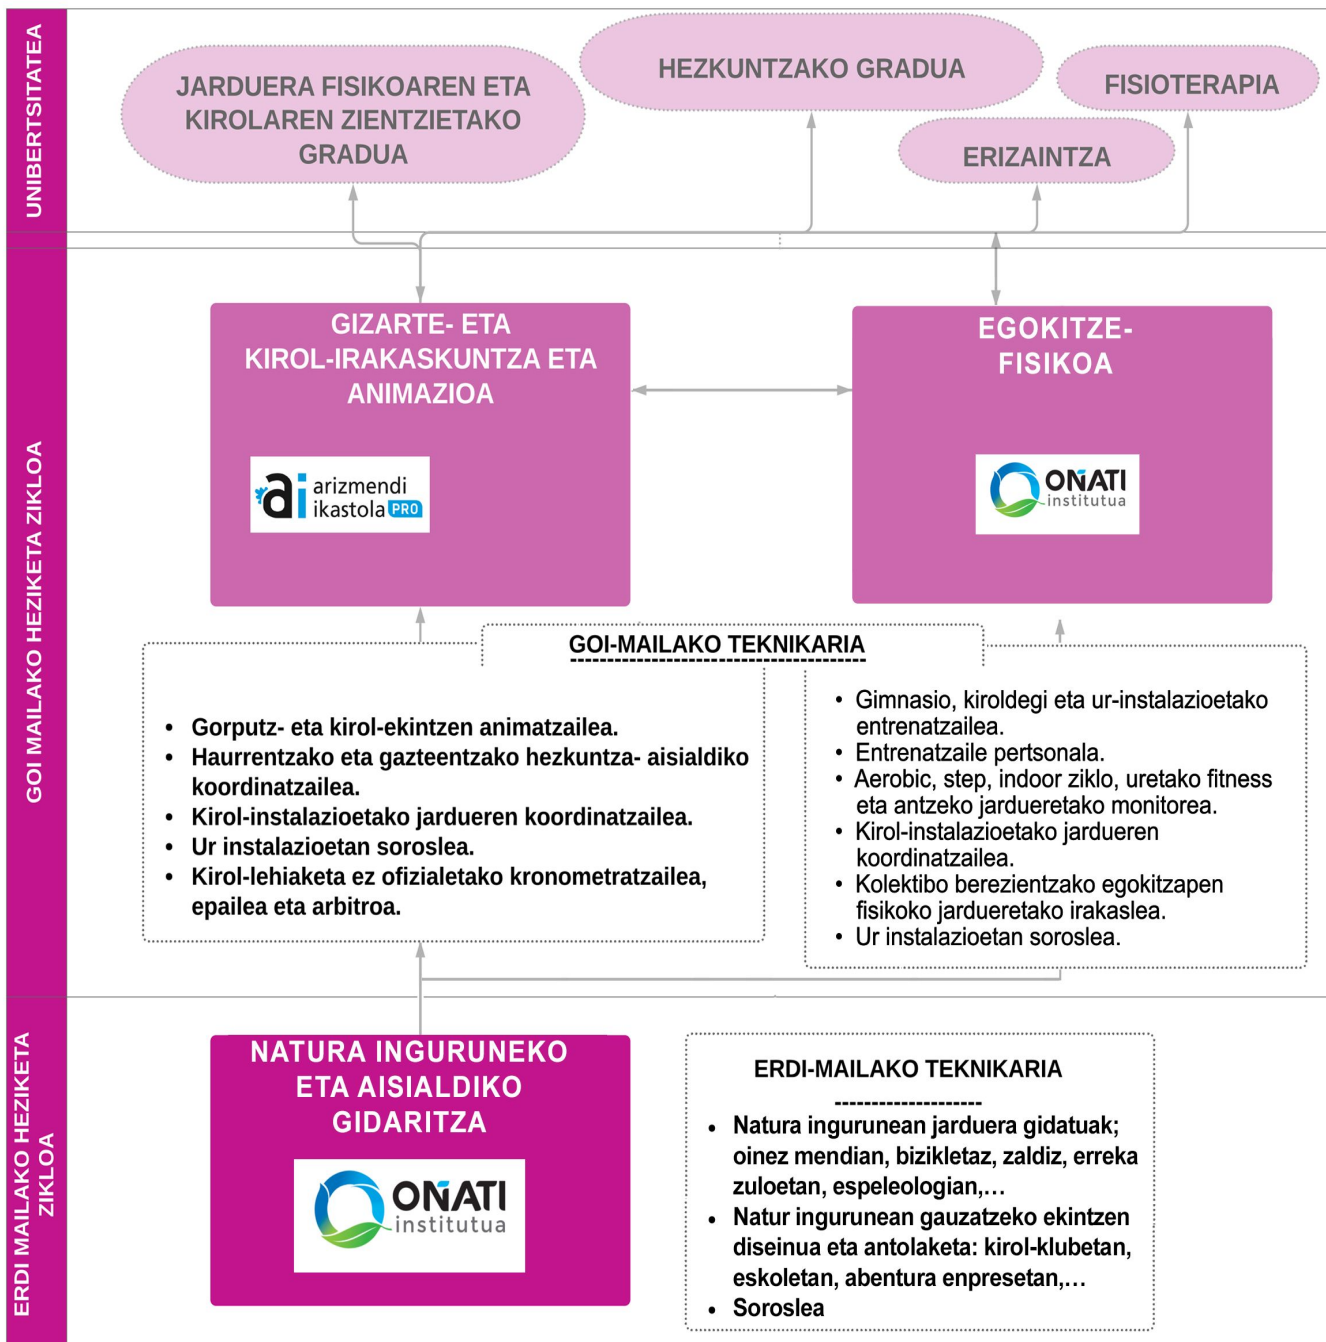 UNIBERTSITATEA
JARDUERA FISIKOAREN ETA
KIROLAREN ZIENTZIETAKO
GRADUA
HEZKUNTZAKO GRADUA
FISIOTERAPIA
ERIZAINTZA
GOI MAILAKO HEZIKETA ZIKLOA
GIZARTE- ETA
KIROL-IRAKASKUNTZA ETA
ANIMAZIOA
ai arizmendi
ikastola PRO
EGOKITZE-
FISIKOA
OÑATI
institutua
GOI-MAILAKO TEKNIKARIA
• Gorputz- eta kirol-ekintzen animatzailea.
• Haurrentzako eta gazteentzako hezkuntza- aisialdiko
koordinatzailea.
• Kirol-instalazioetako jardueren koordinatzailea.
• Ur instalazioetan soroslea.
• Kirol-lehiaketa ez ofizialetako kronometratzailea,
epailea eta arbitroa.
• Gimnasio, kiroldegi eta ur-instalazioetako
entrenatzailea.
• Entrenatzaile pertsonala.
• Aerobic, step, indoor ziklo, uretako fitness
eta antzeko jardueretako monitorea.
• Kirol-instalazioetako jardueren
koordinatzailea.
• Kolektibo berezientzako egokitzapen
fisikoko jardueretako irakaslea.
• Ur instalazioetan soroslea.
ERDI MAILAKO HEZIKETA
ZIKLOA
NATURA INGURUNEKO
ETA AISIALDIKO
GIDARITZA
OÑATI
institutua
ERDI-MAILAKO TEKNIKARIA
--------------------
• Natura ingurunean jarduera gidatuak;
oinez mendian, bizikletaz, zaldiz, erreka
zuloetan, espeleologian,…
• Natur ingurunean gauzatzeko ekintzen
diseinua eta antolaketa: kirol-klubetan,
eskoletan, abentura enpresetan,…
• Soroslea